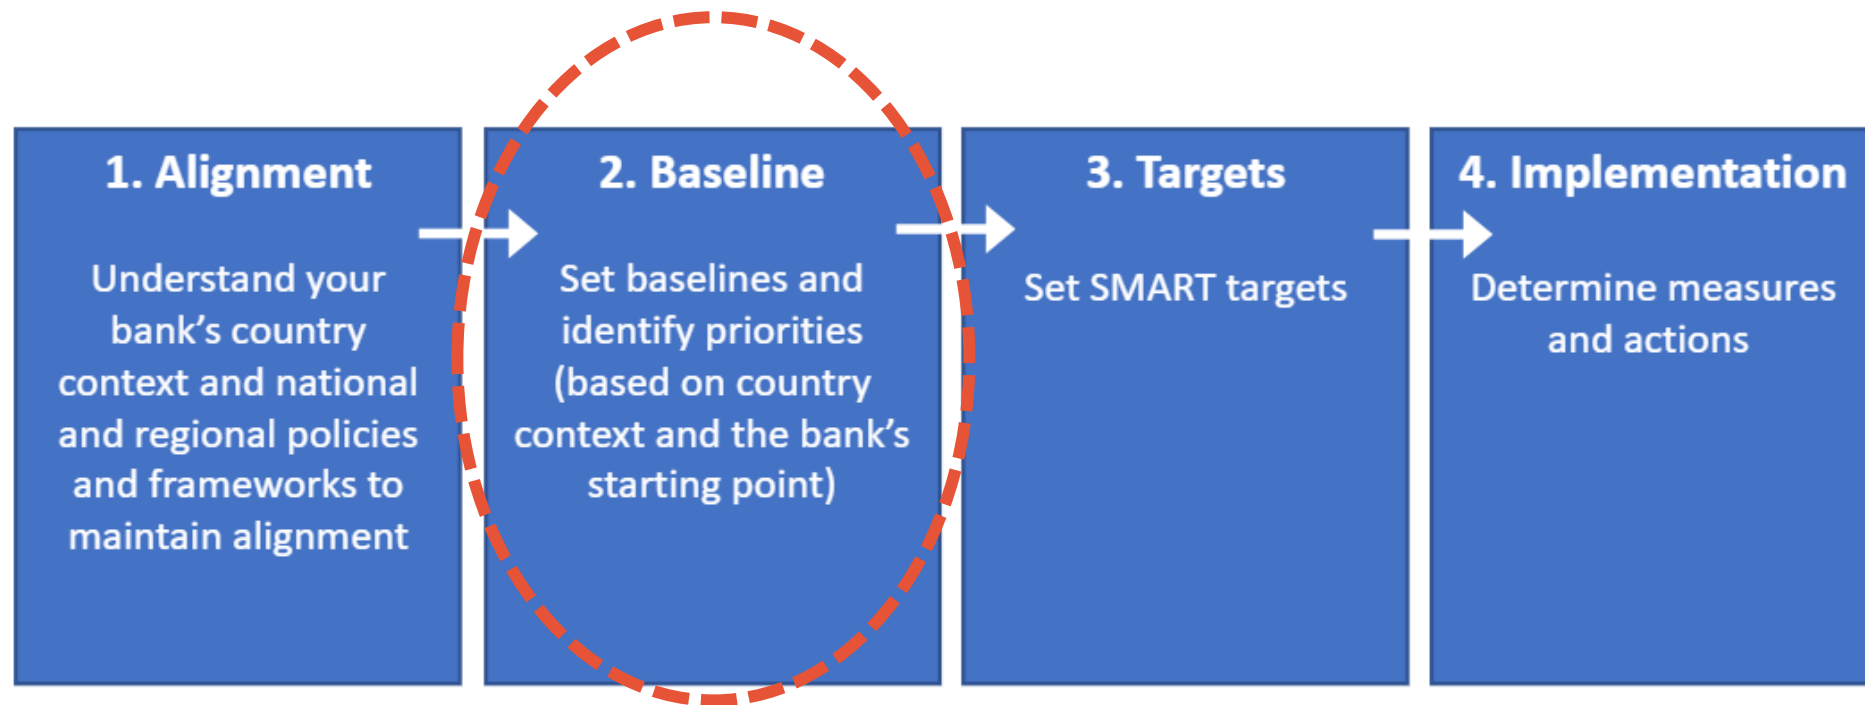 1. Alignment
Understand your
bank’s country
context and national
and regional policies
and frameworks to
maintain alignment
2. Baseline
Set baselines and
identify priorities
(based on country
context and the bank’s
starting point)
3. Targets
Set SMART targets
4. Implementation
Determine measures
and actions